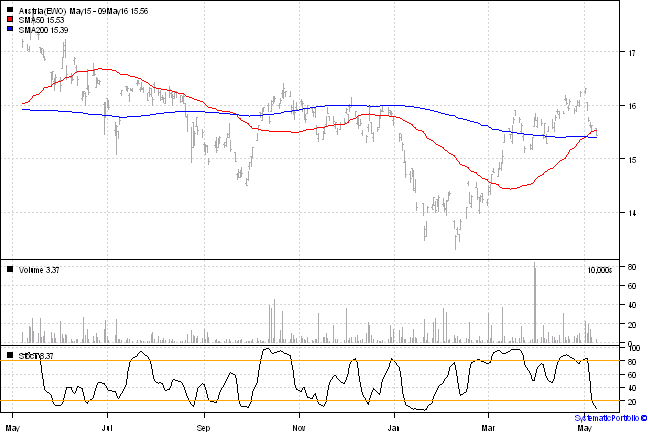 Austria(EWO) May15 - 09May16 15.56
SMA50 15.53
SMA200 15.39
17
16
15
14
Volume 3.37
10,000s
80
60
40
20
0
100
80
60
40
20
May
Jul
Sep
Nov
Jan
Mar
May
SystematicPortfolio ©